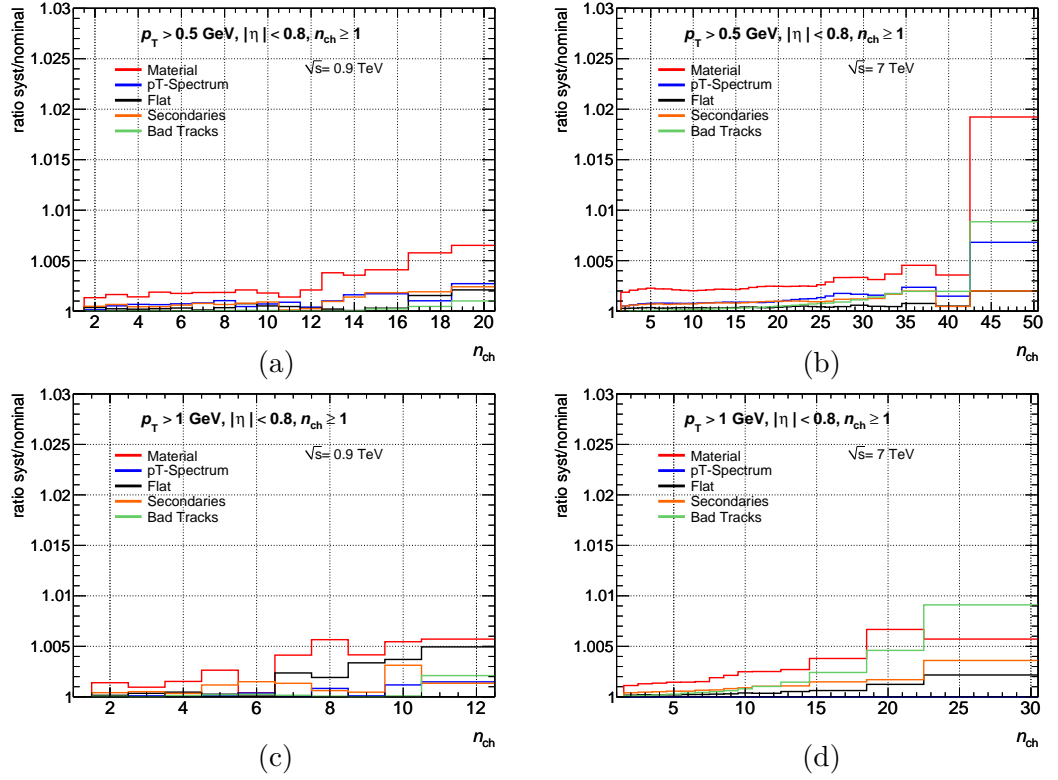 ratio syst/nominal
1.03
1.025
1.02
1.015
1.01
1.005
1
p_T > 0.5 GeV, |η| < 0.8, n_ch ≥ 1
√s= 0.9 TeV
Material
pT-Spectrum
Flat
Secondaries
Bad Tracks
2 4 6 8 10 12 14 16 18 20
n_ch
(a)
ratio syst/nominal
1.03
1.025
1.02
1.015
1.01
1.005
1
p_T > 0.5 GeV, |η| < 0.8, n_ch ≥ 1
√s= 7 TeV
Material
pT-Spectrum
Flat
Secondaries
Bad Tracks
5 10 15 20 25 30 35 40 45 50
n_ch
(b)
ratio syst/nominal
1.03
1.025
1.02
1.015
1.01
1.005
1
p_T > 1 GeV, |η| < 0.8, n_ch ≥ 1
√s= 0.9 TeV
Material
pT-Spectrum
Flat
Secondaries
Bad Tracks
2 4 6 8 10 12
n_ch
(c)
ratio syst/nominal
1.03
1.025
1.02
1.015
1.01
1.005
1
p_T > 1 GeV, |η| < 0.8, n_ch ≥ 1
√s= 7 TeV
Material
pT-Spectrum
Flat
Secondaries
Bad Tracks
5 10 15 20 25 30
n_ch
(d)